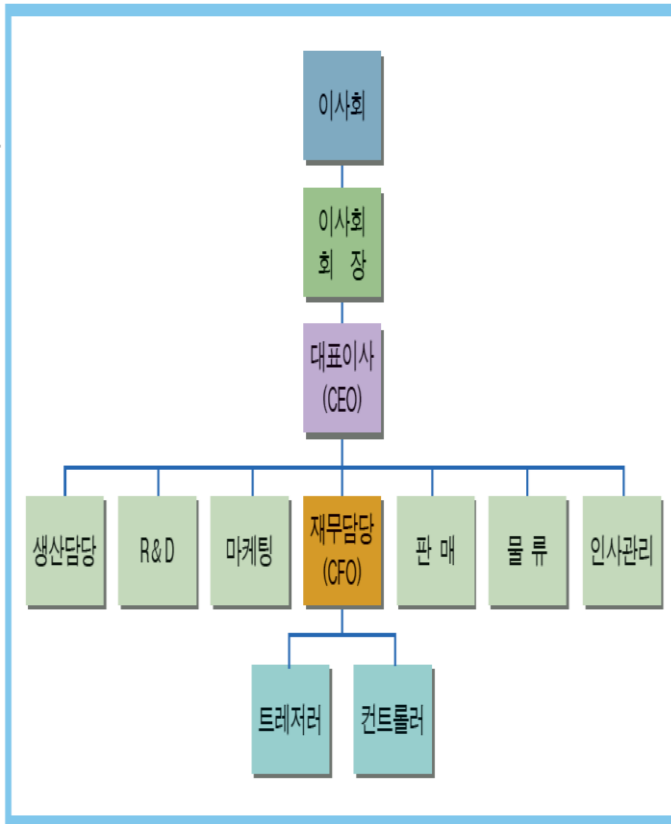 이사회
이사회
회 장
대표이사
(CEO)
생산담당
R&D
마케팅
재무담당
(CFO)
판 매
물 류
인사관리
트레저러
컨트롤러